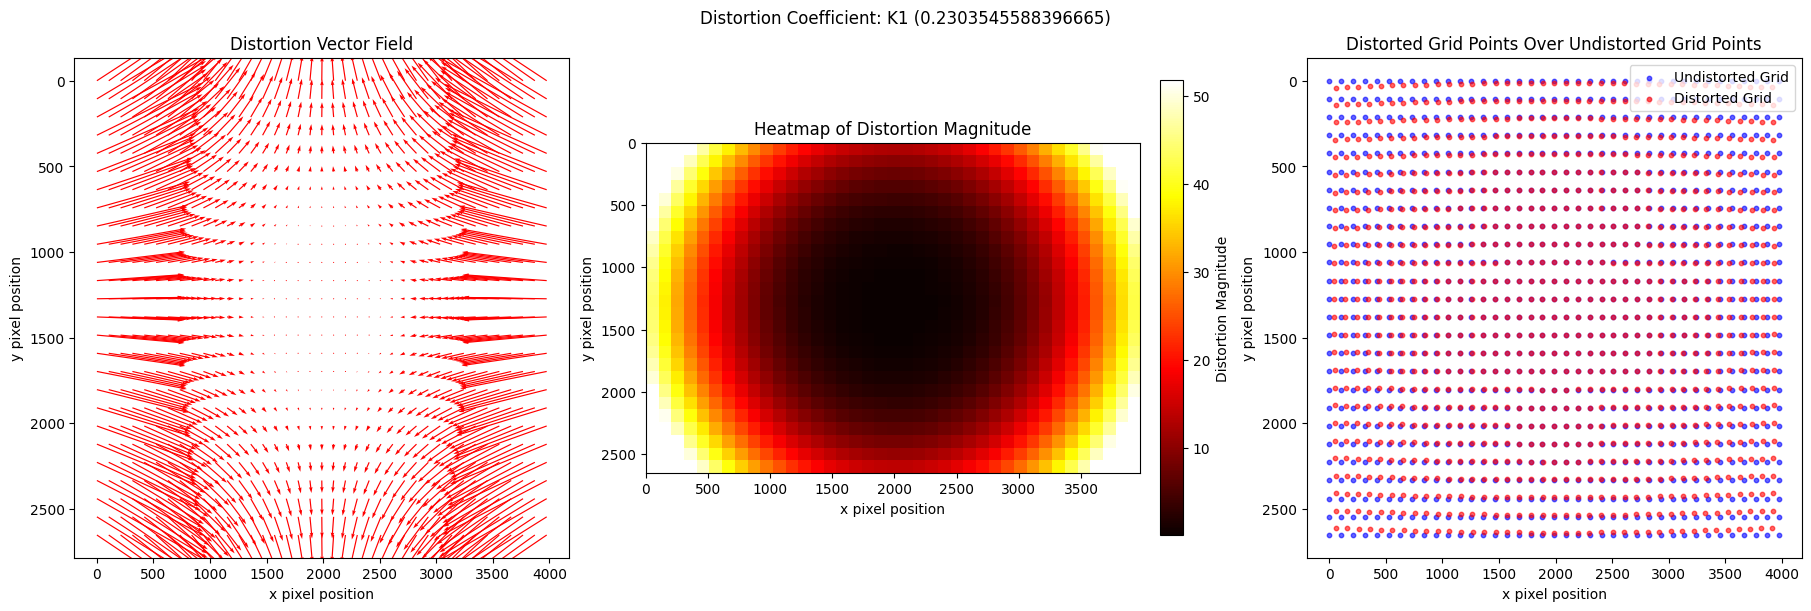 Distortion Coefficient: K1 (0.2303545588396665)
Distortion Vector Field
0
500
1000
1500
2000
2500
0 500 1000 1500 2000 2500 3000 3500 4000
x pixel position
y pixel position
Heatmap of Distortion Magnitude
0
500
1000
1500
2000
2500
0 500 1000 1500 2000 2500 3000 3500
x pixel position
y pixel position
50
40
30
20
10
Distortion Magnitude
Distorted Grid Points Over Undistorted Grid Points
Undistorted Grid
Distorted Grid
0
500
1000
1500
2000
2500
0 500 1000 1500 2000 2500 3000 3500 4000
x pixel position
y pixel position